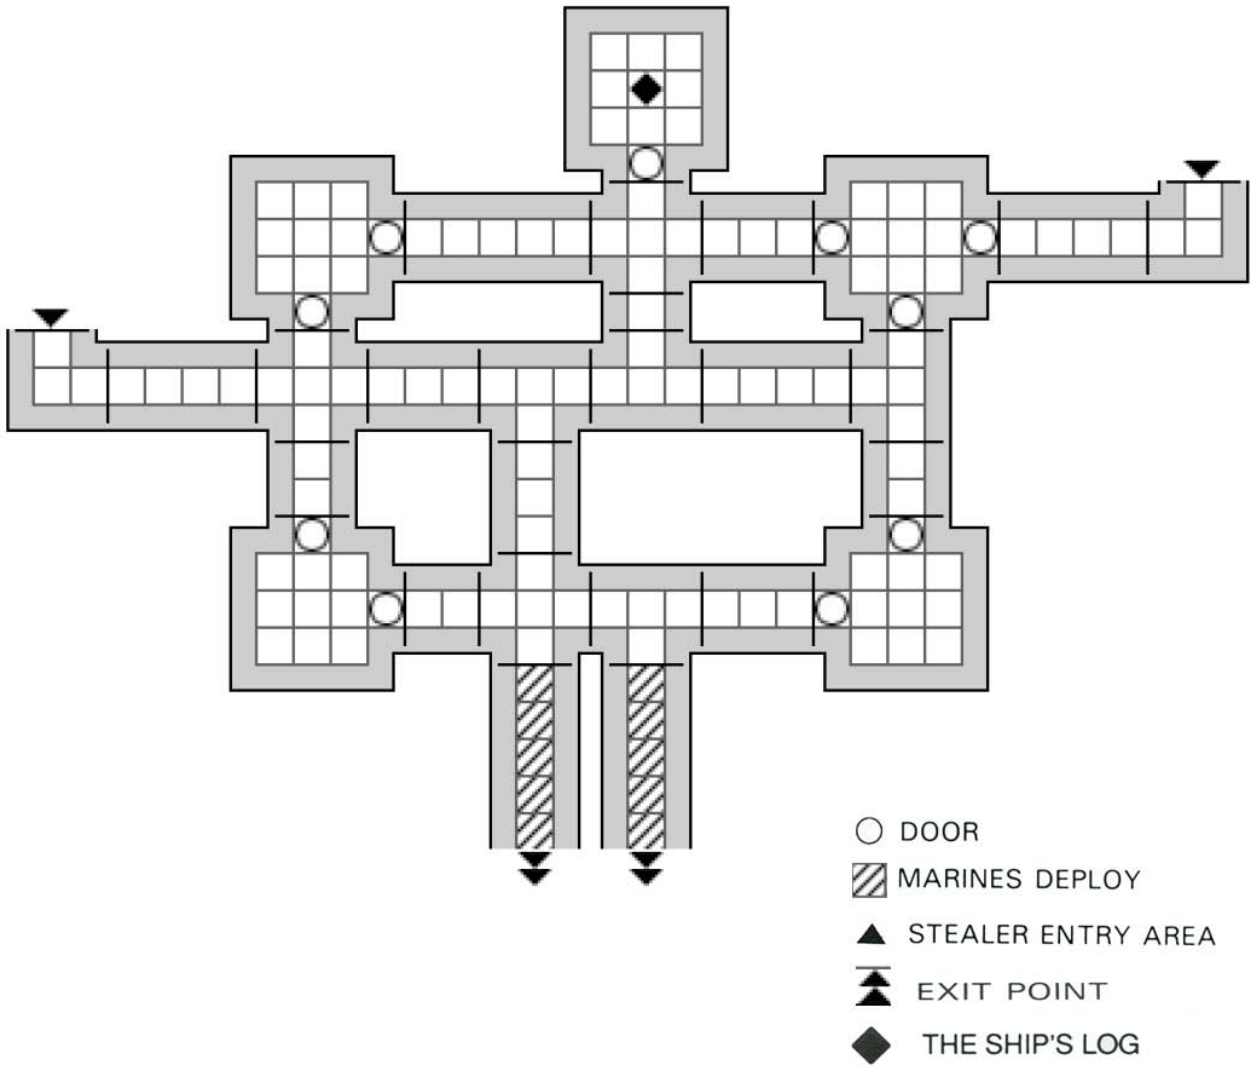 DOOR
MARINES DEPLOY
STEALER ENTRY AREA
EXIT POINT
THE SHIP'S LOG